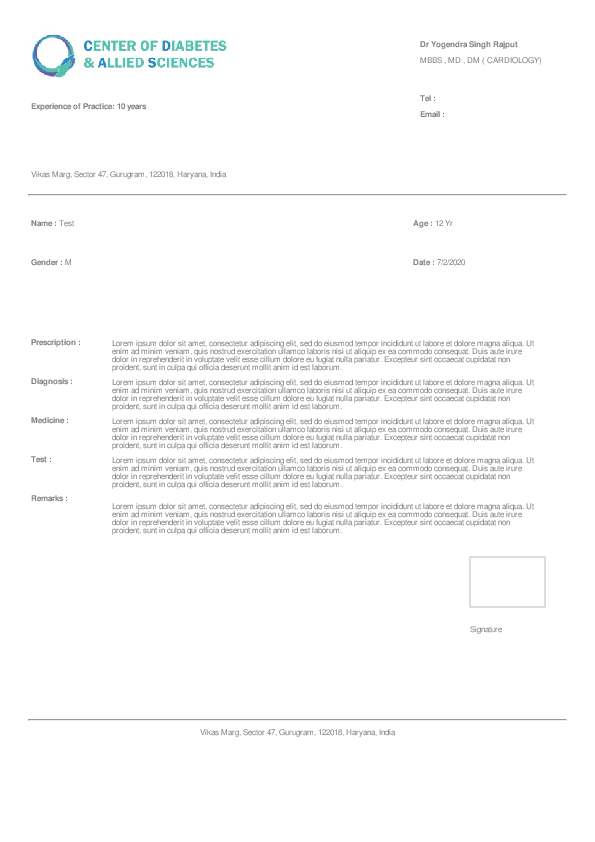 CENTER OF DIABETES
& ALLIED SCIENCES
Dr Yogendra Singh Rajput
MBBS , MD , DM ( CARDIOLOGY)
Tel :
Experience of Practice: 10 years
Email :
Vikas Marg, Sector 47, Gurugram. 122018, Haryana, India
Name : Test
Age : 12 Yr
Gender : M
Date : 7/2/2020
Prescription : Lorem ipsum dolor sit amet, consectetur adipiscing elit, sed do eiusmod tempor incididunt ut labore et dolore magna aliqua. Ut
enim ad minim veniam, quis nostrud exercitation ullamco laboris nisi ut aliquip ex ea commodo consequat. Duis aute irure
dolor in reprehenderit in voluptate velit esse cillum dolore eu fugiat nulla pariatur. Excepteur sint occaecat cupidatat non
proident, sunt in culpa qui officia deserunt mollit anim id est laborum.
Diagnosis : Lorem ipsum dolor sit amet, consectetur adipiscing elit, sed do eiusmod tempor incididunt ut labore et dolore magna aliqua. Ut
enim ad minim veniam, quis nostrud exercitation ullamco laboris nisi ut aliquip ex ea commodo consequat. Duis aute irure
dolor in reprehenderit in voluptate velit esse cillum dolore eu fugiat nulla pariatur. Excepteur sint occaecat cupidatat non
proident, sunt in culpa qui officia deserunt mollit anim id est laborum.
Medicine : Lorem ipsum dolor sit amet, consectetur adipiscing elit, sed do eiusmod tempor incididunt ut labore et dolore magna aliqua. Ut
enim ad minim veniam, quis nostrud exercitation ullamco laboris nisi ut aliquip ex ea commodo consequat. Duis aute irure
dolor in reprehenderit in voluptate velit esse cillum dolore eu fugiat nulla pariatur. Excepteur sint occaecat cupidatat non
proident, sunt in culpa qui officia deserunt mollit anim id est laborum.
Test : Lorem ipsum dolor sit amet, consectetur adipiscing elit, sed do eiusmod tempor incididunt ut labore et dolore magna aliqua. Ut
enim ad minim veniam, quis nostrud exercitation ullamco laboris nisi ut aliquip ex ea commodo consequat. Duis aute irure
dolor in reprehenderit in voluptate velit esse cillum dolore eu fugiat nulla pariatur. Excepteur sint occaecat cupidatat non
proident, sunt in culpa qui officia deserunt mollit anim id est laborum.
Remarks :
Lorem ipsum dolor sit amet, consectetur adipiscing elit, sed do eiusmod tempor incididunt ut labore et dolore magna aliqua. Ut
enim ad minim veniam, quis nostrud exercitation ullamco laboris nisi ut aliquip ex ea commodo consequat. Duis aute irure
dolor in reprehenderit in voluptate velit esse cillum dolore eu fugiat nulla pariatur. Excepteur sint occaecat cupidatat non
proident, sunt in culpa qui officia deserunt mollit anim id est laborum.
Signature
Vikas Marg, Sector 47, Gurugram, 122018, Haryana, India